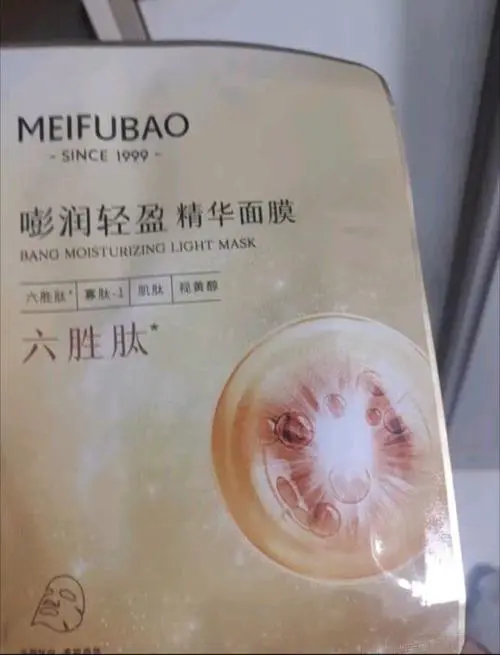 MEIFUBAO
- SINCE 1999 -
嘭润轻盈 精华面膜
BANG MOISTURIZING LIGHT MASK
六胜肽* 寡肽-1 肌肽 视黄醇
六胜肽*